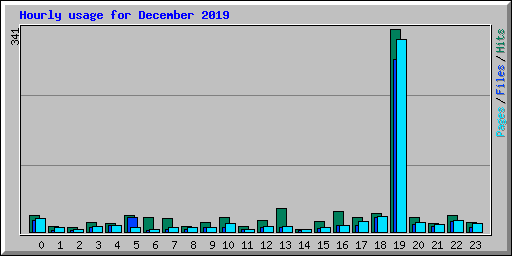 Hourly usage for December 2019
341
Pages/Files/Hits
0 1 2 3 4 5 6 7 8 9 10 11 12 13 14 15 16 17 18 19 20 21 22 23